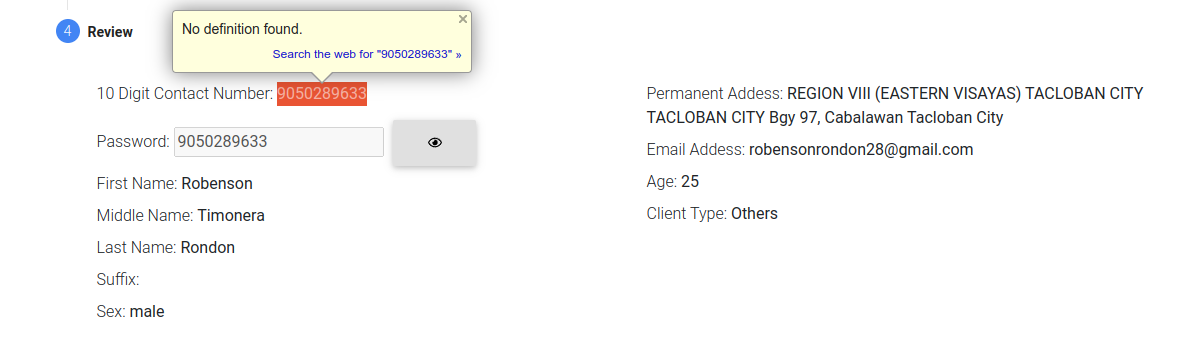 4 Review
No definition found.
×
Search the web for "9050289633" »
10 Digit Contact Number: 9050289633
Password: 9050289633
First Name: Robenson
Middle Name: Timonera
Last Name: Rondon
Suffix:
Sex: male
Permanent Addess: REGION VIII (EASTERN VISAYAS) TACLOBAN CITY
TACLOBAN CITY Bgy 97, Cabalawan Tacloban City
Email Addess: robensonrondon28@gmail.com
Age: 25
Client Type: Others